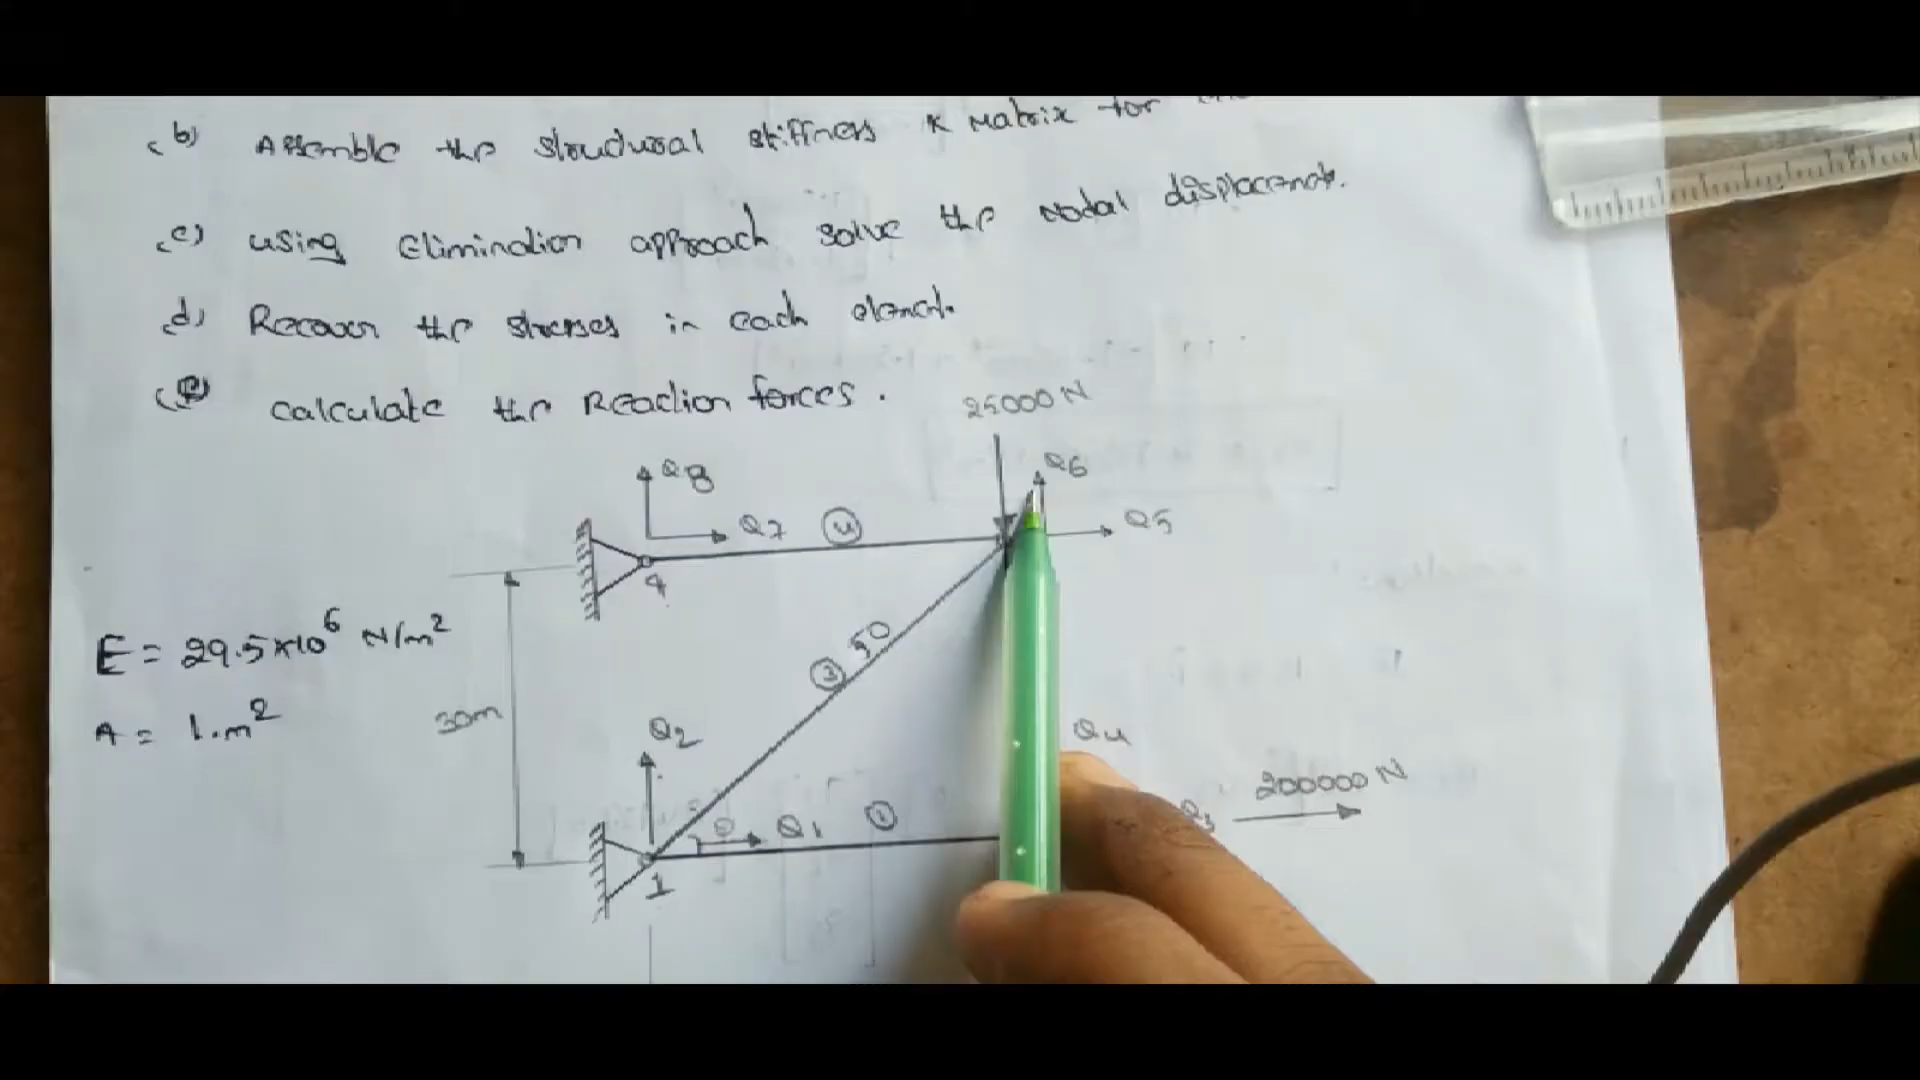 (b) Assemble the structural stiffness K Matrix for
(c) using Elimination approach solve the Nodal displacement.
(d) Recover the stresses in each element.
(e) calculate the Reaction forces.
25000 N
Q8
Q6
Q7
4
Q5
4
E = 29.5×10⁶ N/m²
3
50
30m
A = 1.m²
Q2
Q4
200000 N
Q1
1
Q3
1